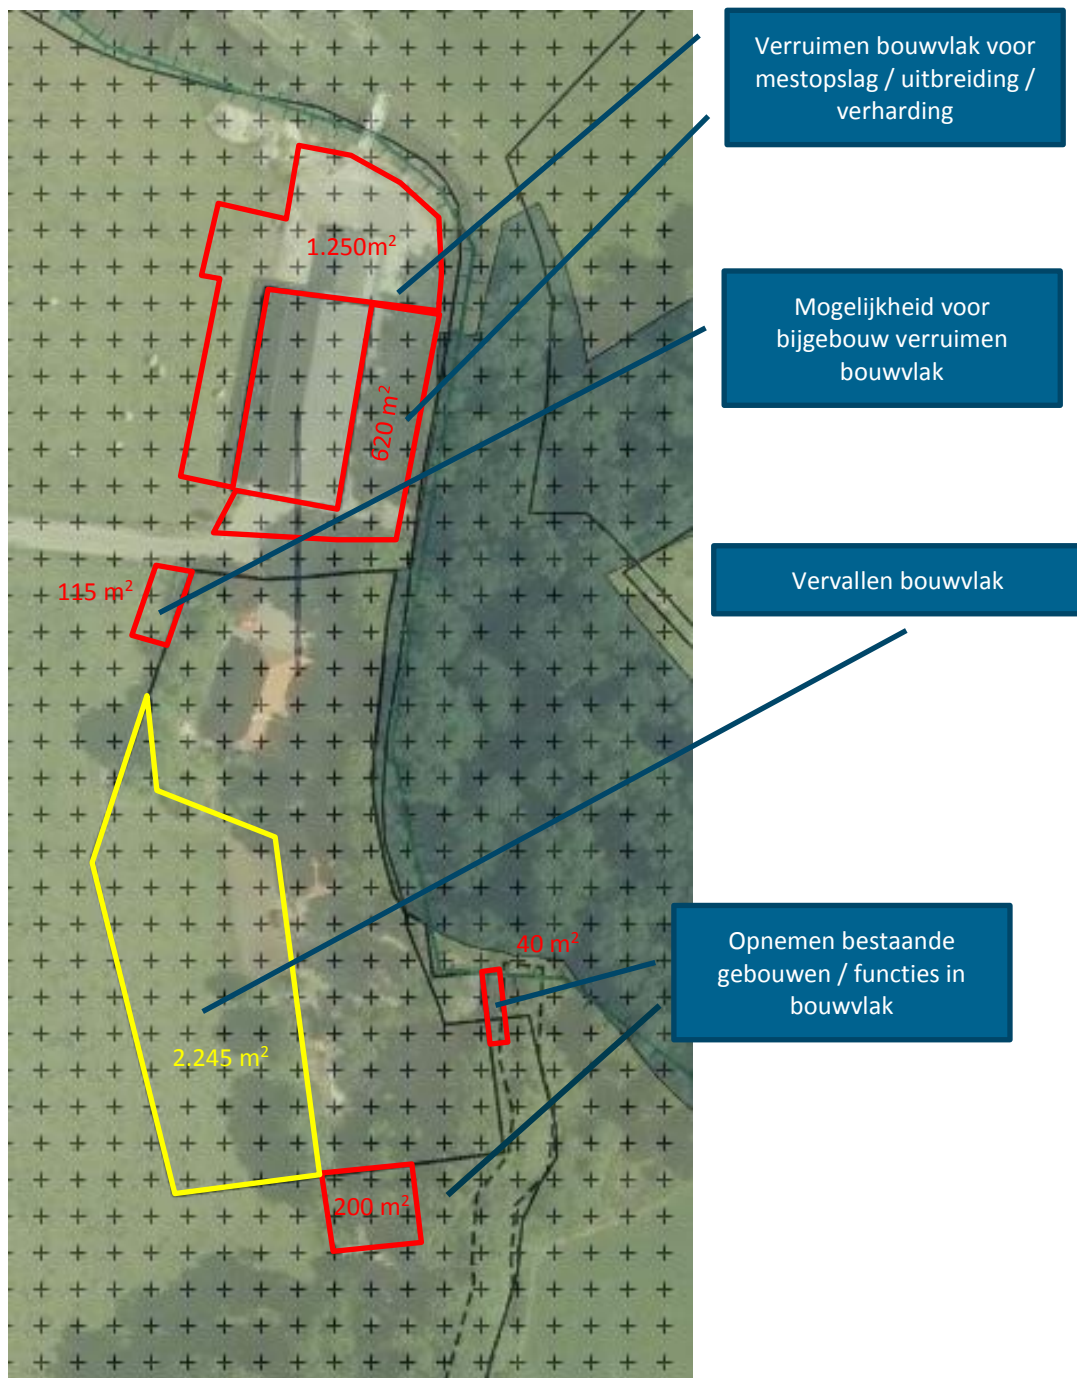 Verruimen bouwvlak voor
mestopslag / uitbreiding /
verharding
1.250m²
Mogelijkheid voor
bijgebouw verruimen
bouwvlak
620 m²
Vervallen bouwvlak
115 m²
Opnemen bestaande
gebouwen / functies in
bouwvlak
40 m²
2.245 m²
200 m²